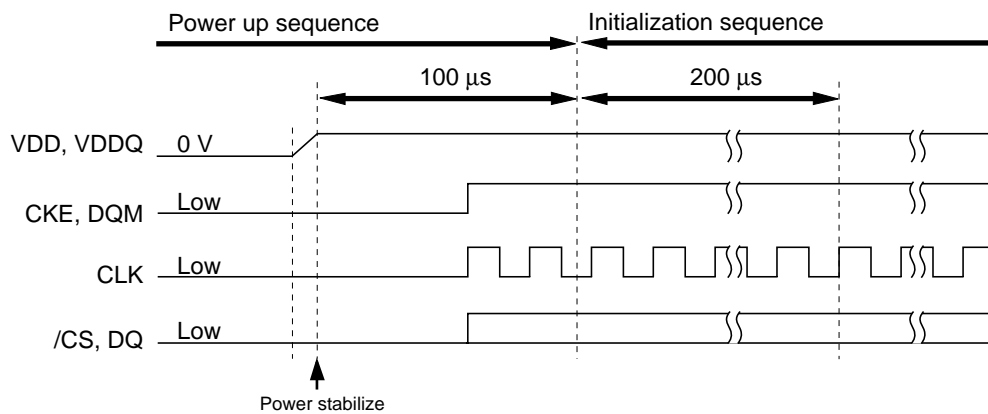 Power up sequence
Initialization sequence
100 μs
200 μs
VDD, VDDQ
0 V
CKE, DQM
Low
CLK
Low
/CS, DQ
Low
Power stabilize